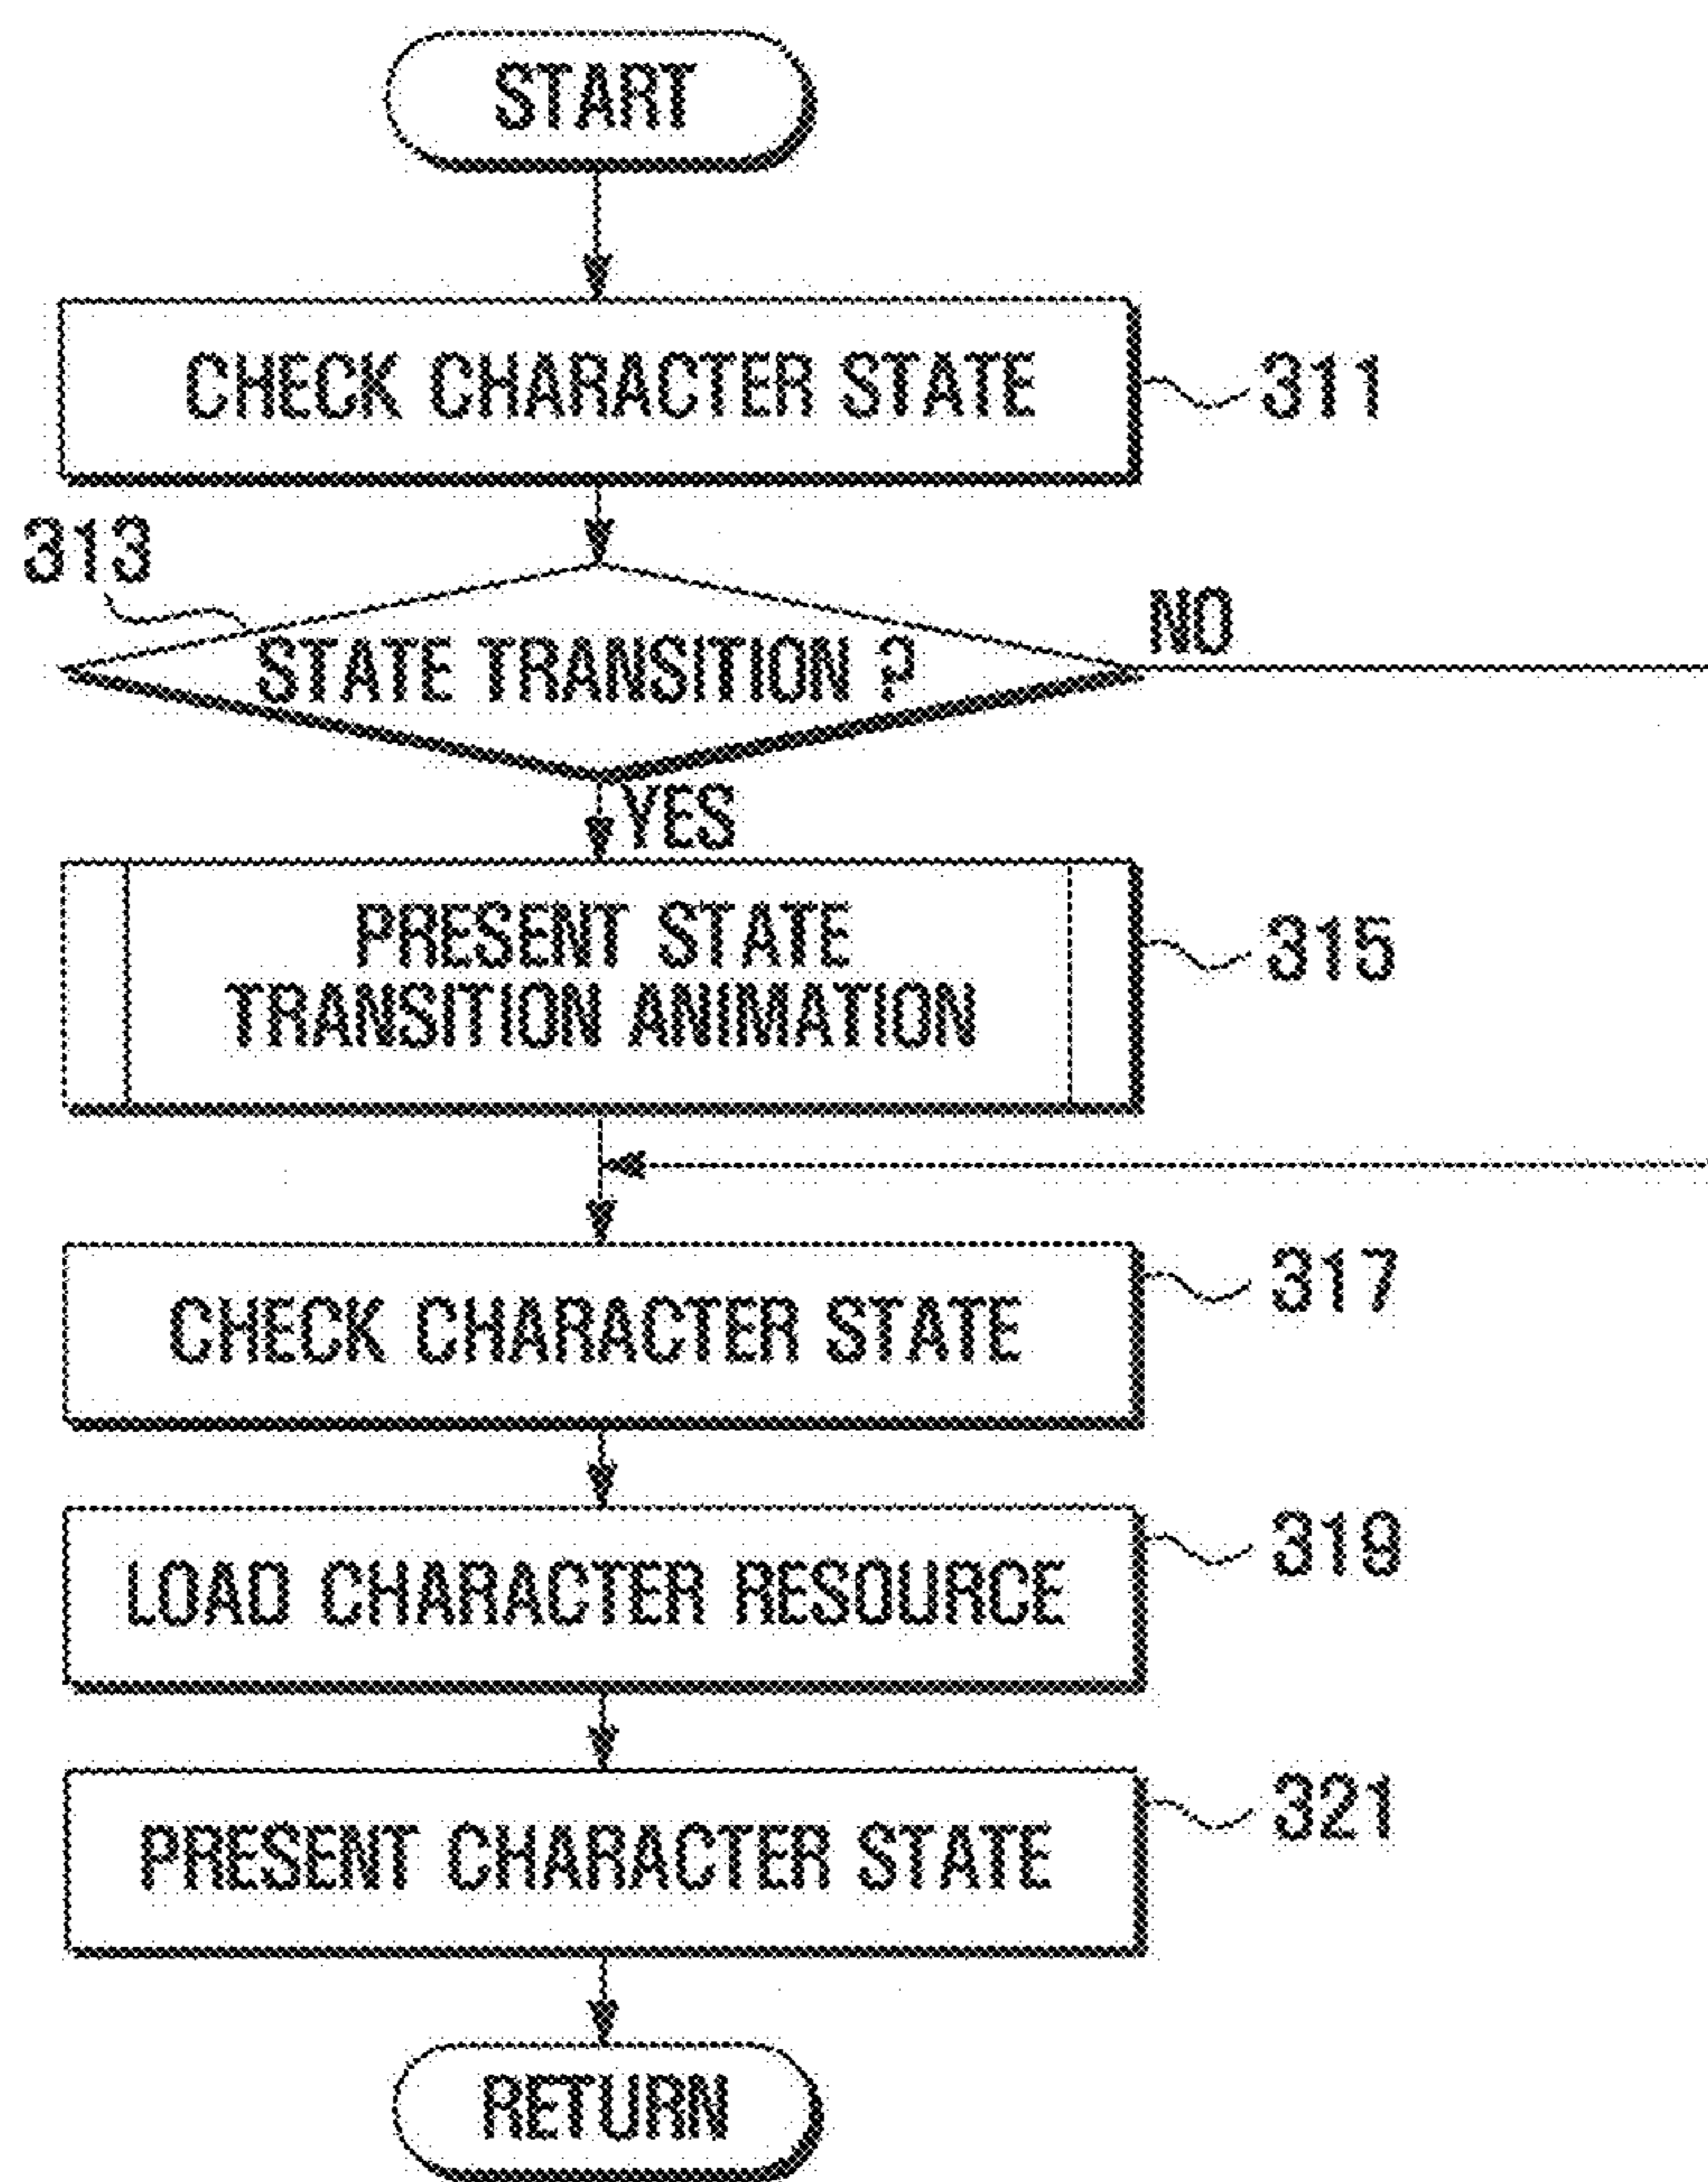 START
CHECK CHARACTER STATE
311
313
STATE TRANSITION ?
NO
YES
PRESENT STATE
TRANSITION ANIMATION
315
CHECK CHARACTER STATE
317
LOAD CHARACTER RESOURCE
319
PRESENT CHARACTER STATE
321
RETURN